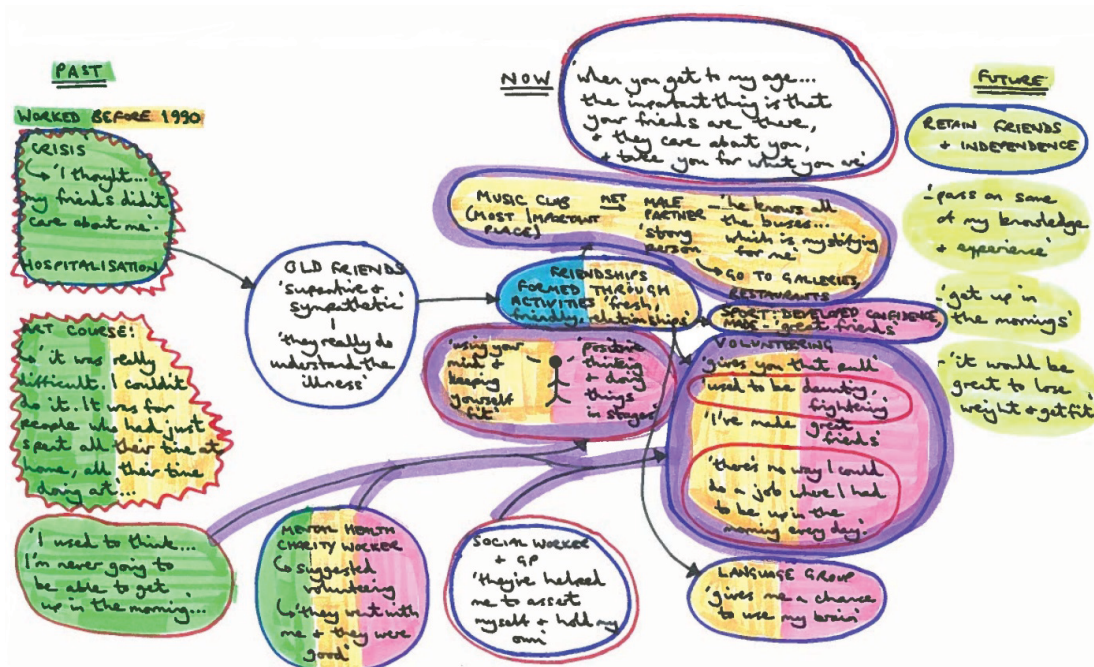 PAST
WORKED BEFORE 1990
CRISIS
'I thought...
my friends didn't
care about me'.
HOSPITALISATION
ART COURSE:
'it was really
difficult. I couldn't
do it. It was for
people who had just
spent all their time at
home, all their time
doing art...
'I used to think...
I'm never going to
be able to get
up in the morning...
OLD FRIENDS
'supportive &
sympathetic'
'they really do
understand the
illness'
MENTAL HEALTH
CHARITY WORKER
suggested
volunteering
'they went with
me & they were
good'
SOCIAL WORKER
+ GP
'they've helped
me to assert
myself & hold my
own'
NOW
'when you get to my age...
the important thing is that
your friends are there,
& they care about you,
& take you for what you are'
MUSIC CLUB
(MOST IMPORTANT
PLACE)
MET
MALE
PARTNER
'strong
person
- 'he knows all
the buses...
which is mystifying
for me'
GO TO GALLERIES,
RESTAURANTS
FRIENDSHIPS
FORMED THROUGH
ACTIVITIES 'fresh,
friendly, relationships'
SPORT: DEVELOPED CONFIDENCE,
MADE - great friends'
'using your
mind &
keeping
yourself
fit'
'positive
thinking
& doing
things
in stages'
VOLUNTEERING
'gives you that pull'
'used to be daunting,
frightening'
'I've made great
friends'
'there's no way I could
do a job where I had
to be up in the
morning every day'.
LANGUAGE GROUP
'gives me a chance
to use my brain'
FUTURE
RETAIN FRIENDS
& INDEPENDENCE
- 'pass on some
of my knowledge
& experience'
- 'get up in
the mornings'
- 'it would be
great to lose
weight & get fit'